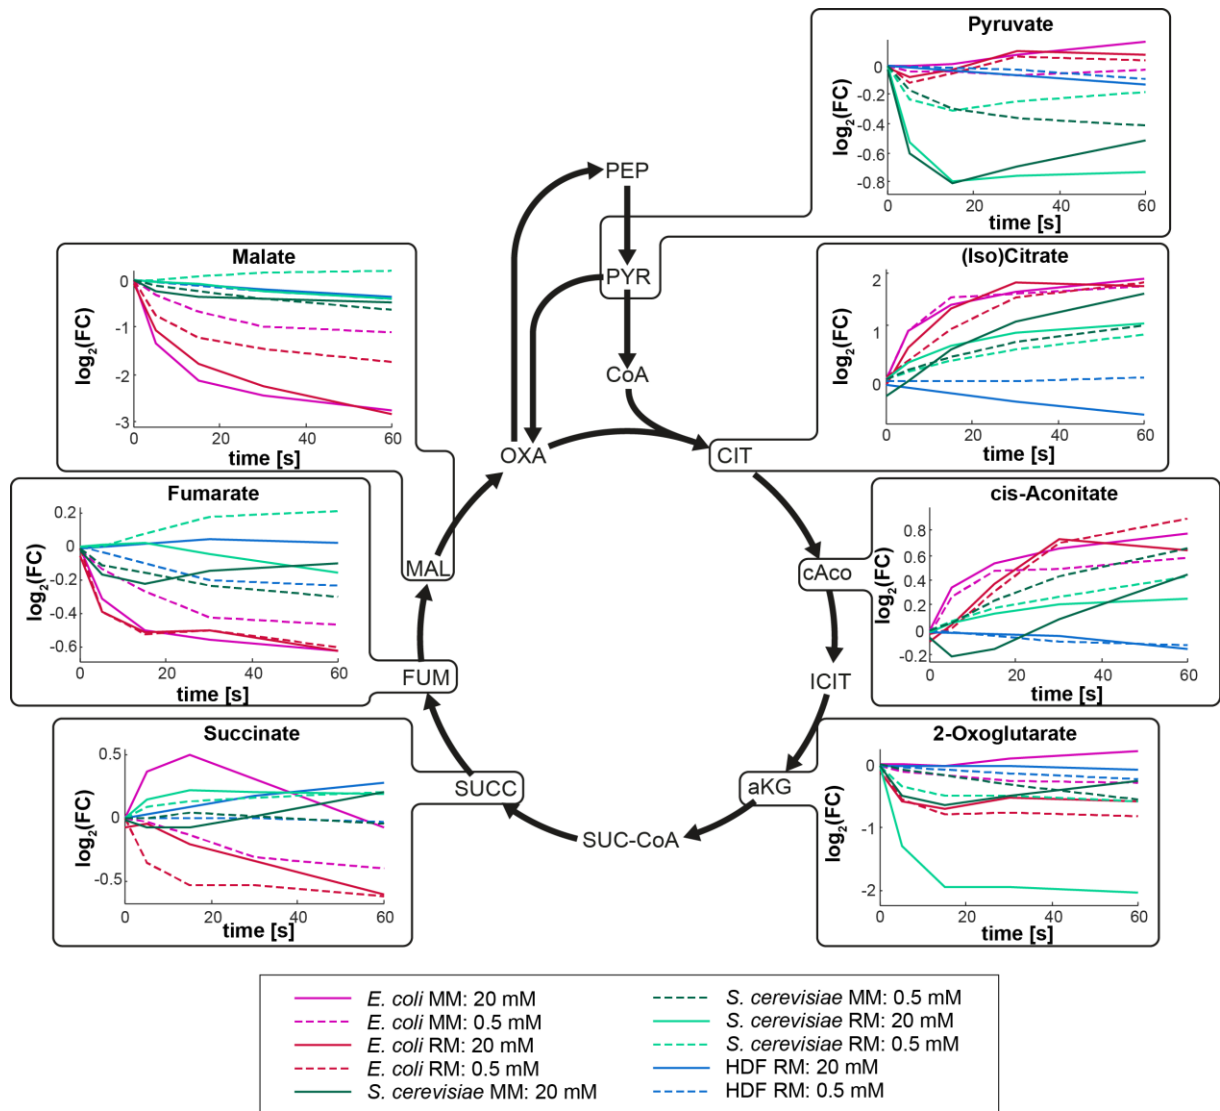 Pyruvate
0
-0.2
-0.4
-0.6
-0.8
log2(FC)
0 20 40 60
time [s]
PEP
PYR
CoA
OXA
CIT
cAco
ICIT
aKG
SUC-CoA
SUCC
FUM
MAL
Malate
0
-1
-2
-3
log2(FC)
0 20 40 60
time [s]
(Iso)Citrate
2
1
0
log2(FC)
0 20 40 60
time [s]
Fumarate
0.2
0
-0.2
-0.4
-0.6
log2(FC)
0 20 40 60
time [s]
cis-Aconitate
0.8
0.6
0.4
0.2
0
-0.2
log2(FC)
0 20 40 60
time [s]
Succinate
0.5
0
-0.5
log2(FC)
0 20 40 60
time [s]
2-Oxoglutarate
0
-1
-2
log2(FC)
0 20 40 60
time [s]
E. coli MM: 20 mM
E. coli MM: 0.5 mM
E. coli RM: 20 mM
E. coli RM: 0.5 mM
S. cerevisiae MM: 20 mM
S. cerevisiae MM: 0.5 mM
S. cerevisiae RM: 20 mM
S. cerevisiae RM: 0.5 mM
HDF RM: 20 mM
HDF RM: 0.5 mM